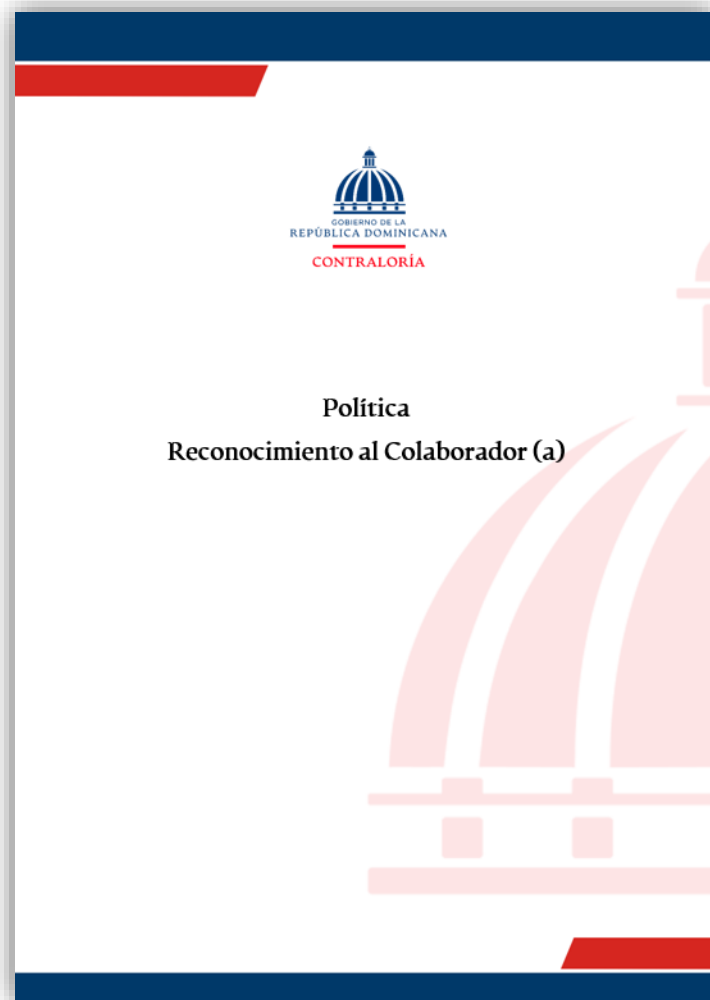 GOBIERNO DE LA
REPÚBLICA DOMINICANA
CONTRALORÍA
Política
Reconocimiento al Colaborador (a)